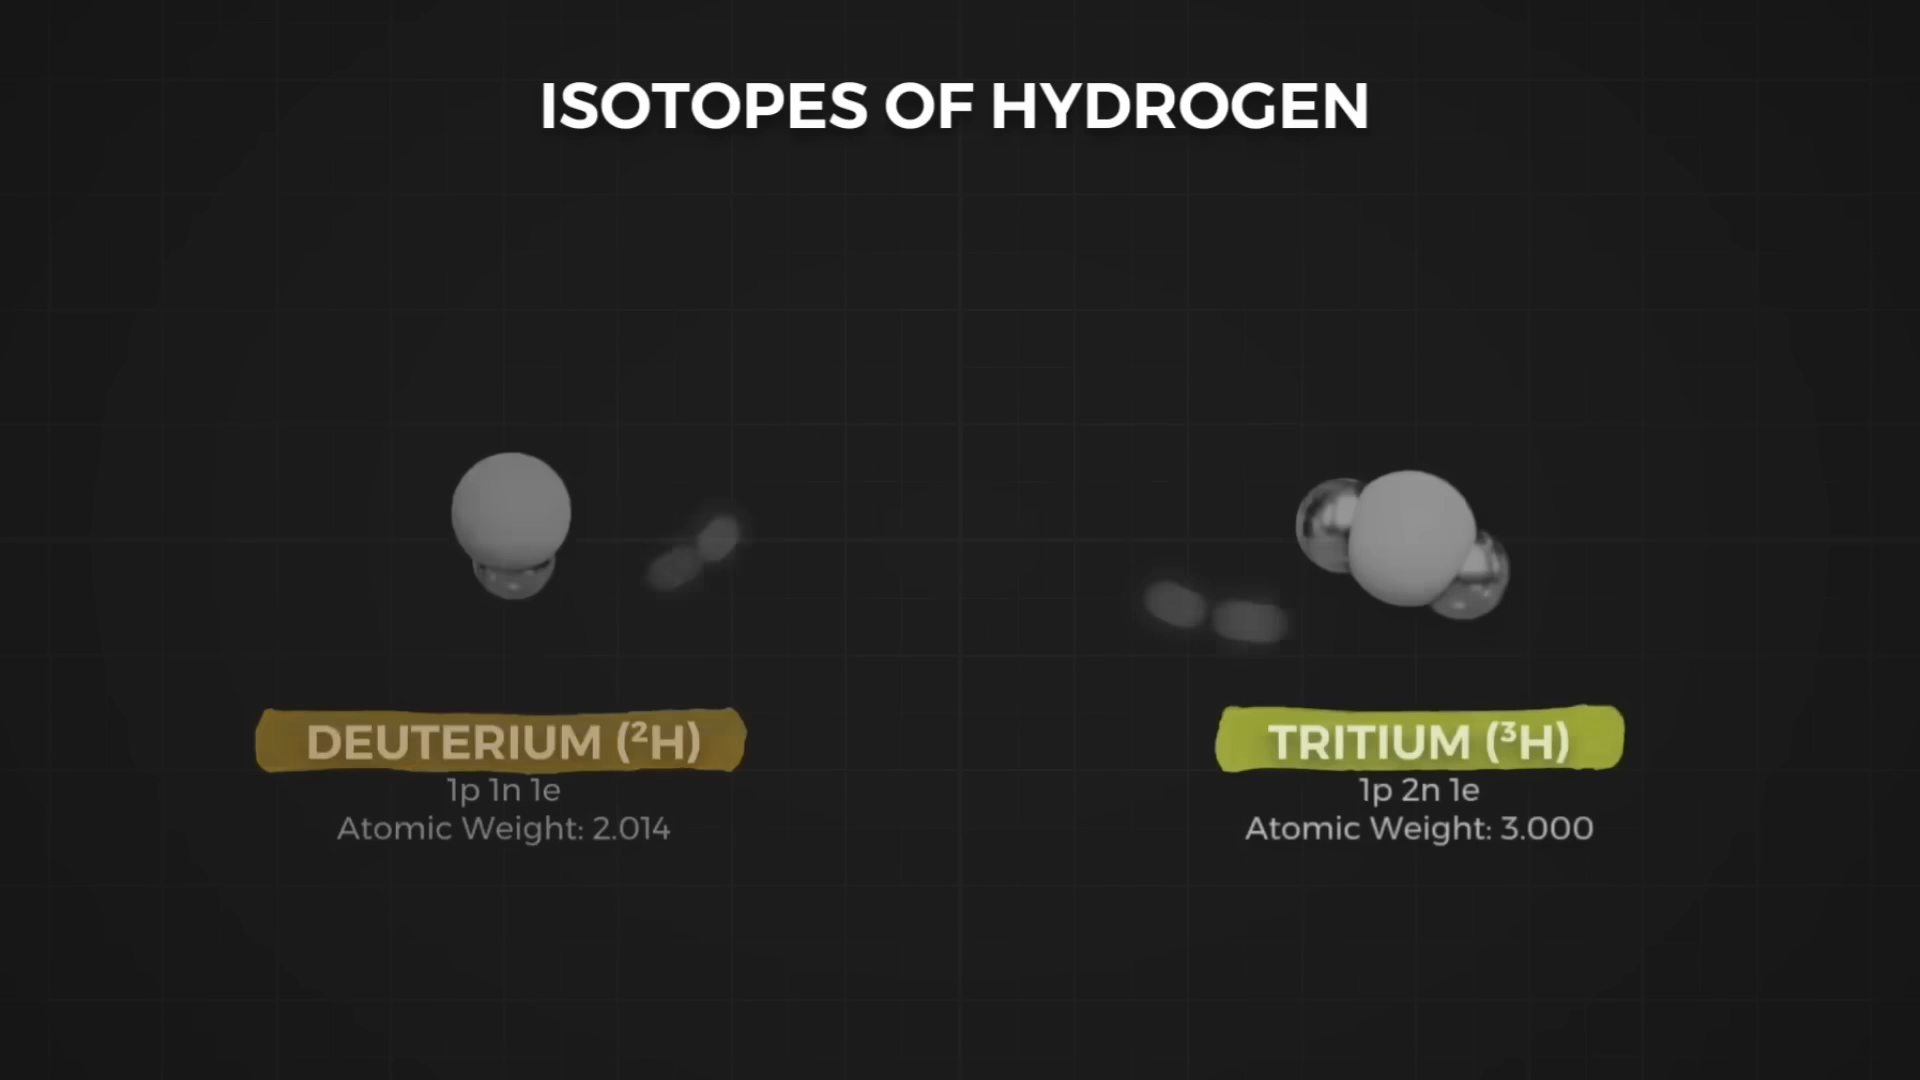 ISOTOPES OF HYDROGEN
DEUTERIUM (²H)
1p 1n 1e
Atomic Weight: 2.014
TRITIUM (³H)
1p 2n 1e
Atomic Weight: 3.000